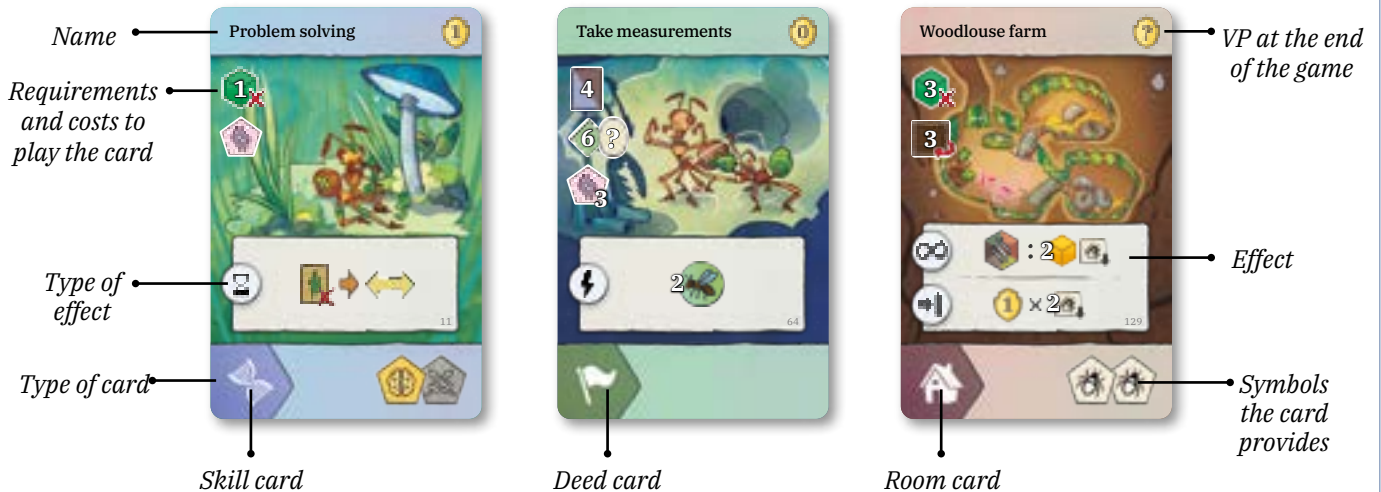 Name
Requirements
and costs to
play the card
Type of
effect
Type of card
Problem solving
1
1
11
Skill card
Take measurements
0
4
6 ?
3
2
64
Deed card
Woodlouse farm
?
3
3
: 2
1 × 2
129
Room card
VP at the end
of the game
Effect
Symbols
the card
provides